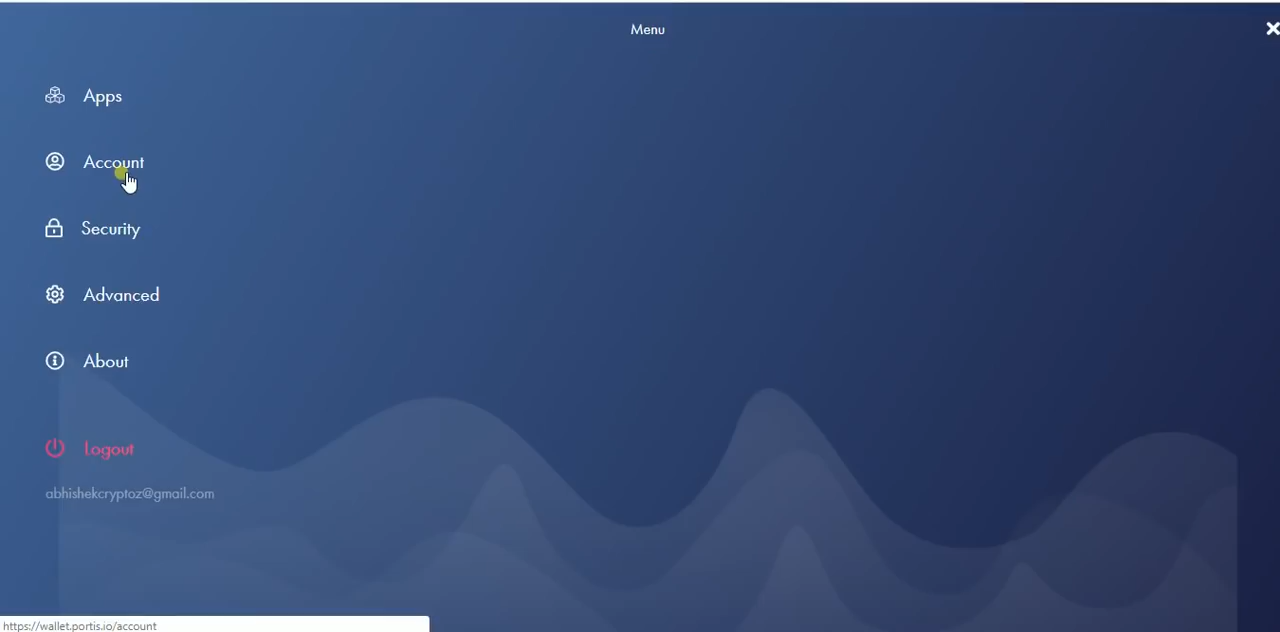 Menu
Apps
Account
Security
Advanced
About
Logout
abhishekcryptoz@gmail.com
https://wallet.portis.io/account